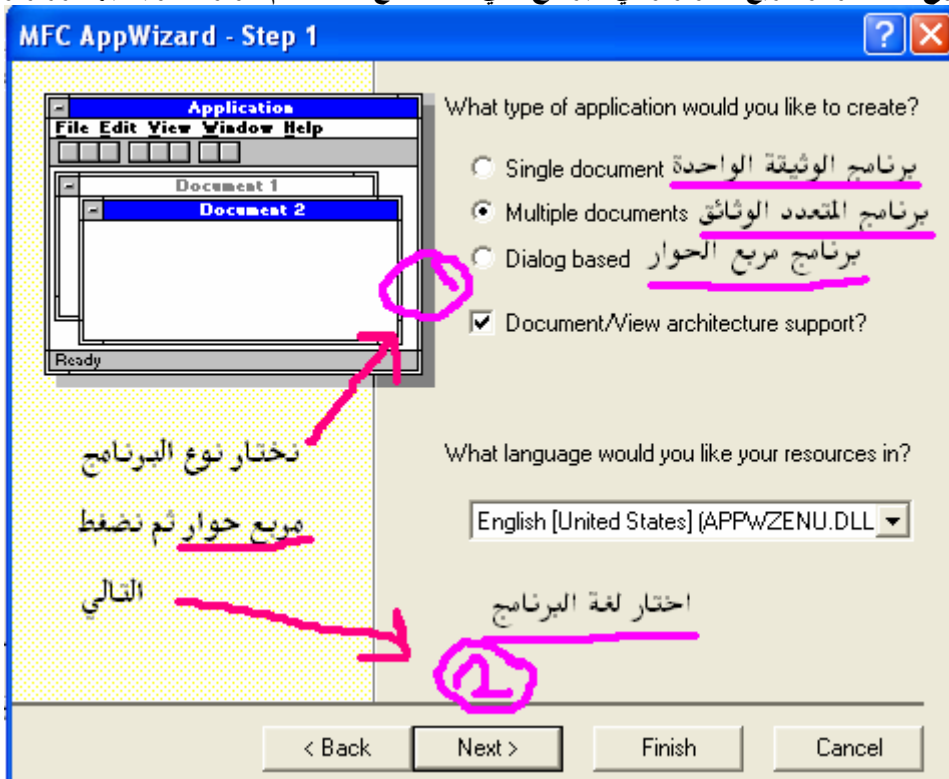 MFC AppWizard - Step 1
Application
File Edit View Window Help
Document 1
Document 2
Ready
What type of application would you like to create?
Single document برنامج الوثيقة الواحدة
Multiple documents برنامج المتعدد الوثائق
Dialog based برنامج مربع الحوار
Document/View architecture support?
نختار نوع البرنامج
مربع حوار ثم نضغط
التالي
What language would you like your resources in?
English [United States] (APPWZENU.DLL
اختار لغة البرنامج
< Back
Next >
Finish
Cancel